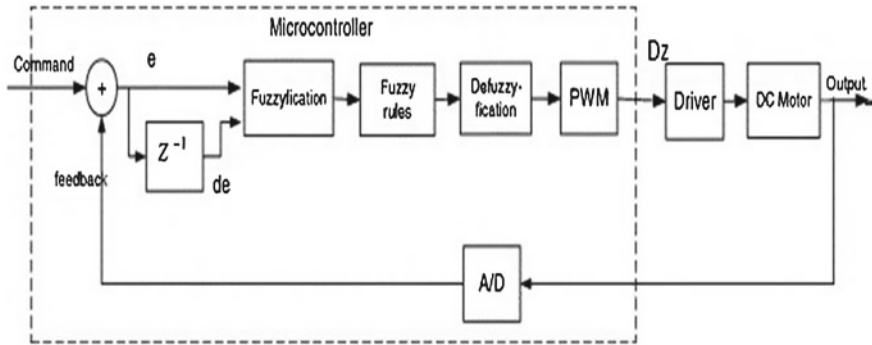 Microcontroller
Command
e
+
Fuzzyfication
Fuzzy
rules
Defuzzy-
fication
PWM
Dz
Driver
DC Motor
Output
Z⁻¹
de
feedback
A/D